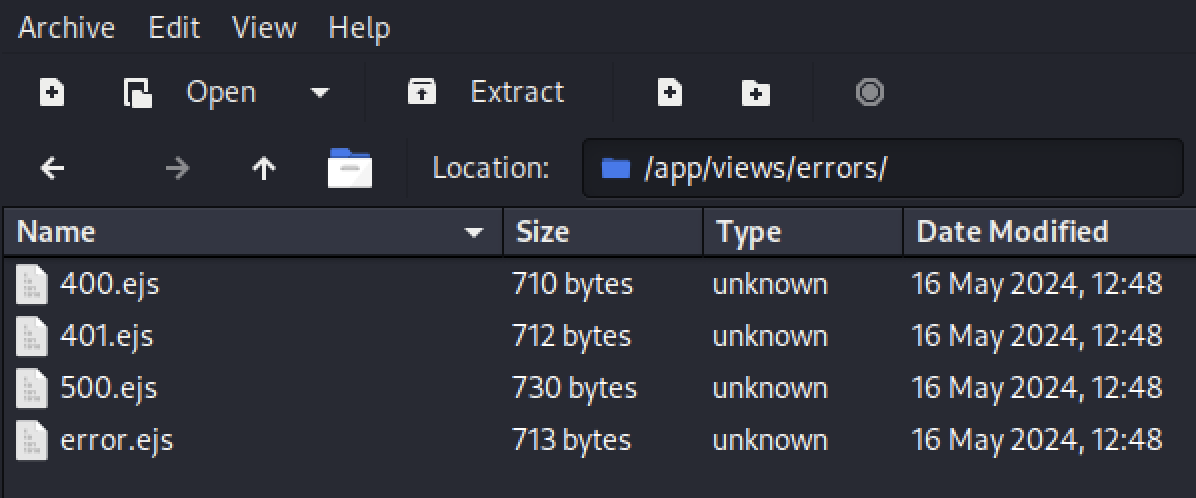 Archive Edit View Help
Open Extract
Location: /app/views/errors/
Name Size Type Date Modified
400.ejs 710 bytes unknown 16 May 2024, 12:48
401.ejs 712 bytes unknown 16 May 2024, 12:48
500.ejs 730 bytes unknown 16 May 2024, 12:48
error.ejs 713 bytes unknown 16 May 2024, 12:48